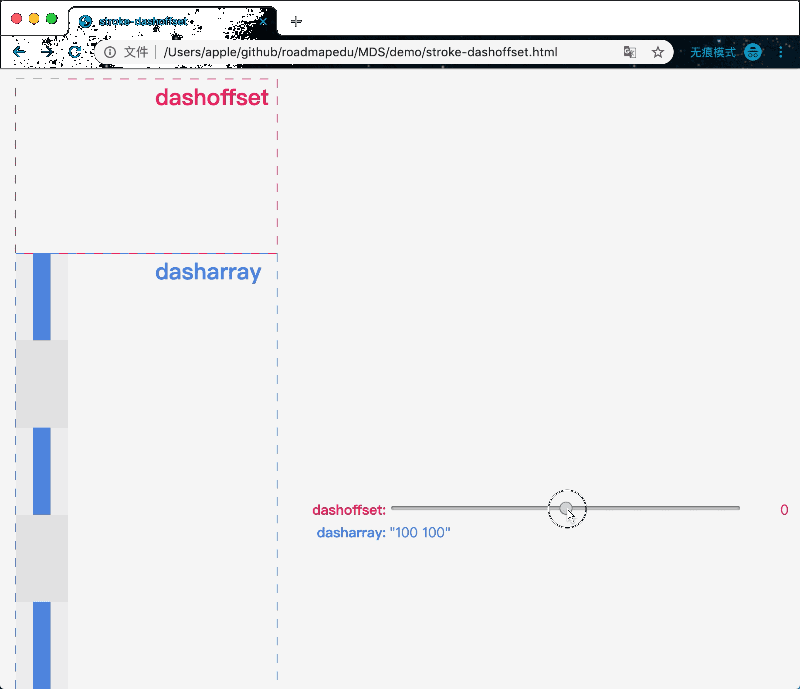 stroke-dashoffset
文件 /Users/apple/github/roadmapedu/MDS/demo/stroke-dashoffset.html 无痕模式
dashoffset
dasharray
dashoffset: 0
dasharray: "100 100"